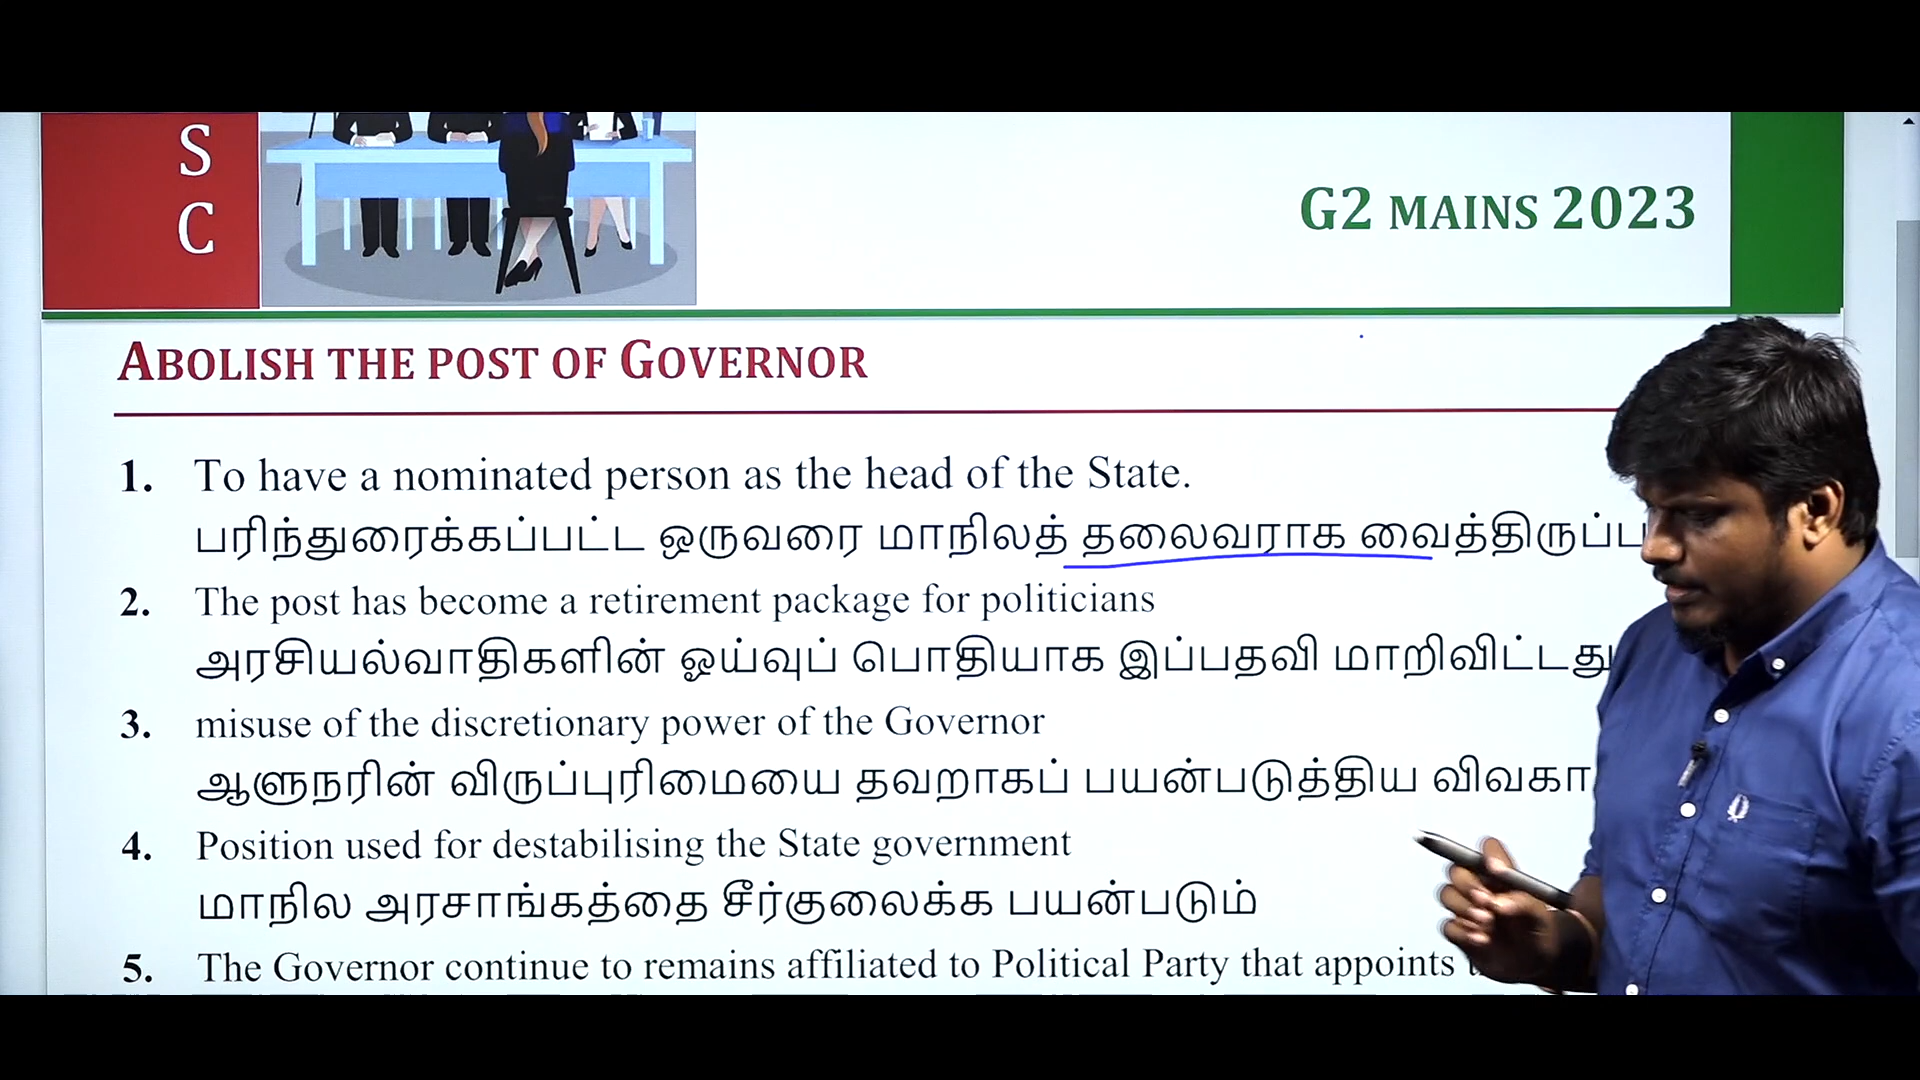 S
C
G2 MAINS 2023
ABOLISH THE POST OF GOVERNOR
1. To have a nominated person as the head of the State.
பரிந்துரைக்கப்பட்ட ஒருவரை மாநிலத் தலைவராக
2. The post has become a retirement package for politicians
அரசியல்வாதிகளின் ஓய்வுப் பொதியாக இப்பதவி மாறிவிட்டது
3. misuse of the discretionary power of the Governor
ஆளுநரின் விருப்புரிமையை தவறாகப் பயன்படுத்திய
4. Position used for destabilising the State government
மாநில அரசாங்கத்தை சீர்குலைக்க பயன்படும்
5. The Governor continue to remains affiliated to Political Party that appoints